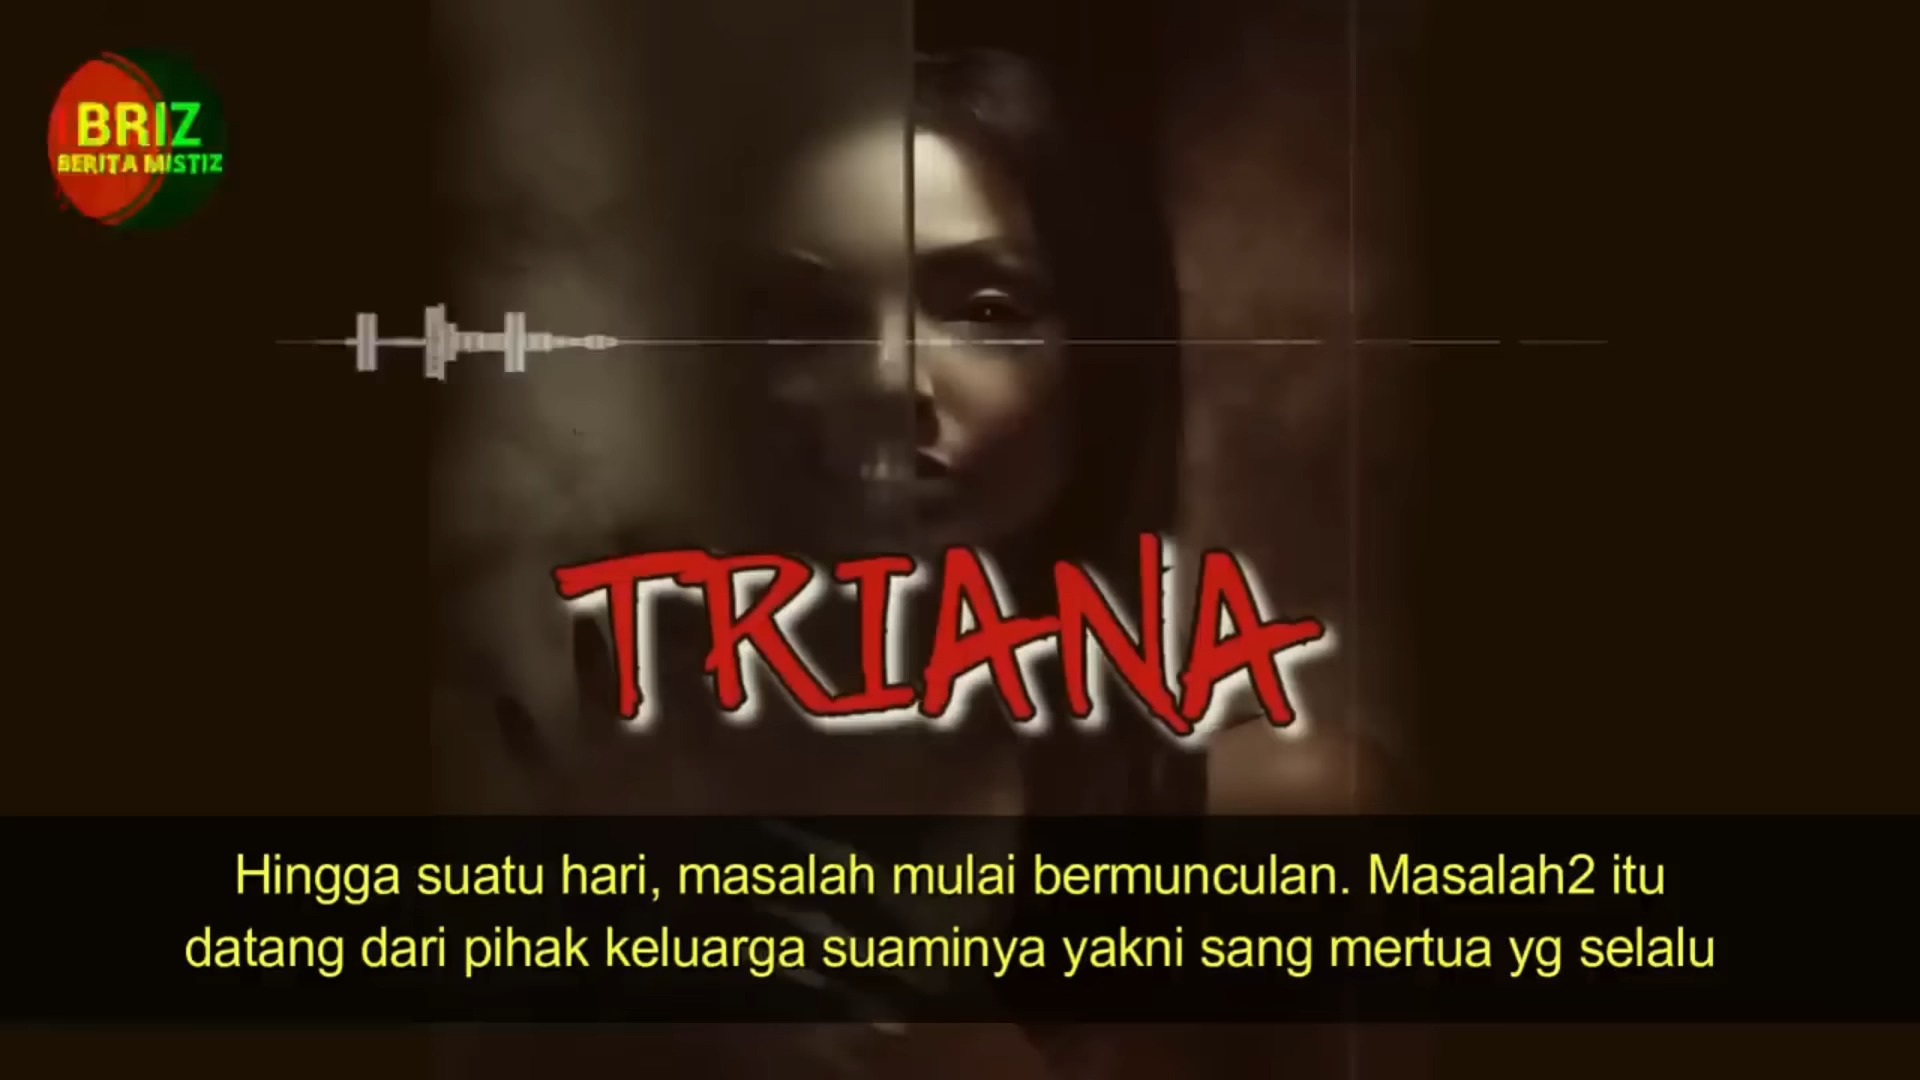 BRIZ
BERITA MISTIZ
TRIANA
Hingga suatu hari, masalah mulai bermunculan. Masalah2 itu
datang dari pihak keluarga suaminya yakni sang mertua yg selalu